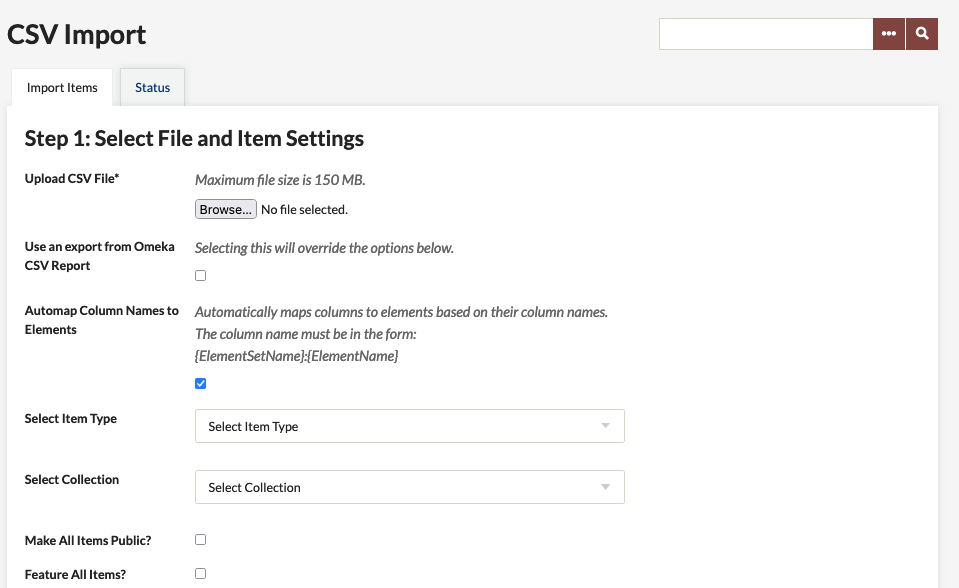 CSV Import
Import Items
Status
Step 1: Select File and Item Settings
Upload CSV File*
Maximum file size is 150 MB.
Browse... No file selected.
Use an export from Omeka
CSV Report
Selecting this will override the options below.
Automap Column Names to
Elements
Automatically maps columns to elements based on their column names.
The column name must be in the form:
{ElementSetName}:{ElementName}
Select Item Type
Select Item Type
Select Collection
Select Collection
Make All Items Public?
Feature All Items?